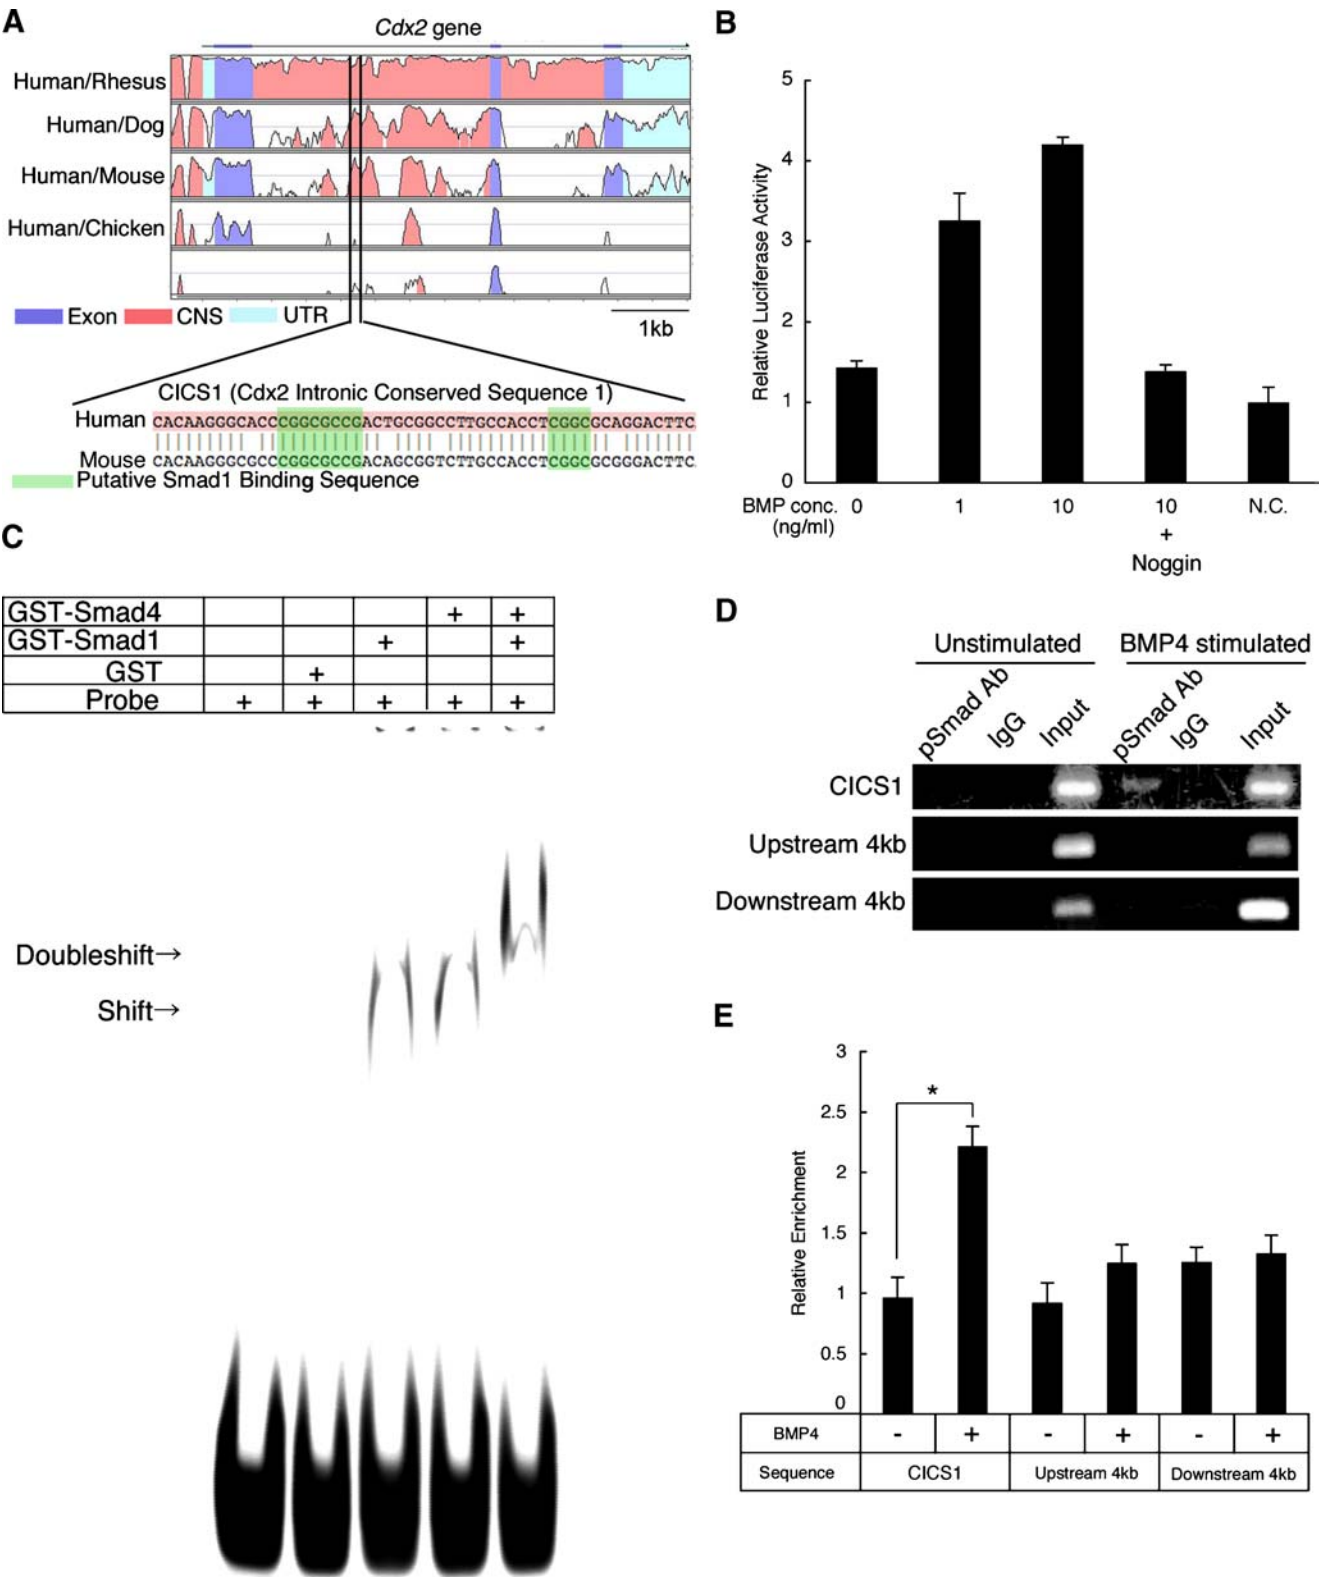 A
Cdx2 gene
Human/Rhesus
Human/Dog
Human/Mouse
Human/Chicken
Exon CNS UTR
1kb
CICS1 (Cdx2 Intronic Conserved Sequence 1)
Human CACAAGGGCACCCGGCGCCGACTGCGGCCTTGCCACCTCGGCGCAGGACTTC
Mouse CACAAGGGCGCCCGGCGCCGACAGCGGTCTTGCCACCTCGGCGCGGGACTTC
Putative Smad1 Binding Sequence
B
Relative Luciferase Activity
5
4
3
2
1
0
BMP conc. 0 1 10 10 N.C.
(ng/ml) +
Noggin
C
GST-Smad4 + +
GST-Smad1 + +
GST +
Probe + + + + +
Doubleshift→
Shift→
D
Unstimulated BMP4 stimulated
pSmad Ab IgG Input pSmad Ab IgG Input
CICS1
Upstream 4kb
Downstream 4kb
E
Relative Enrichment
3
2.5
2
1.5
1
0.5
0
*
BMP4 - + - + - +
Sequence CICS1 Upstream 4kb Downstream 4kb